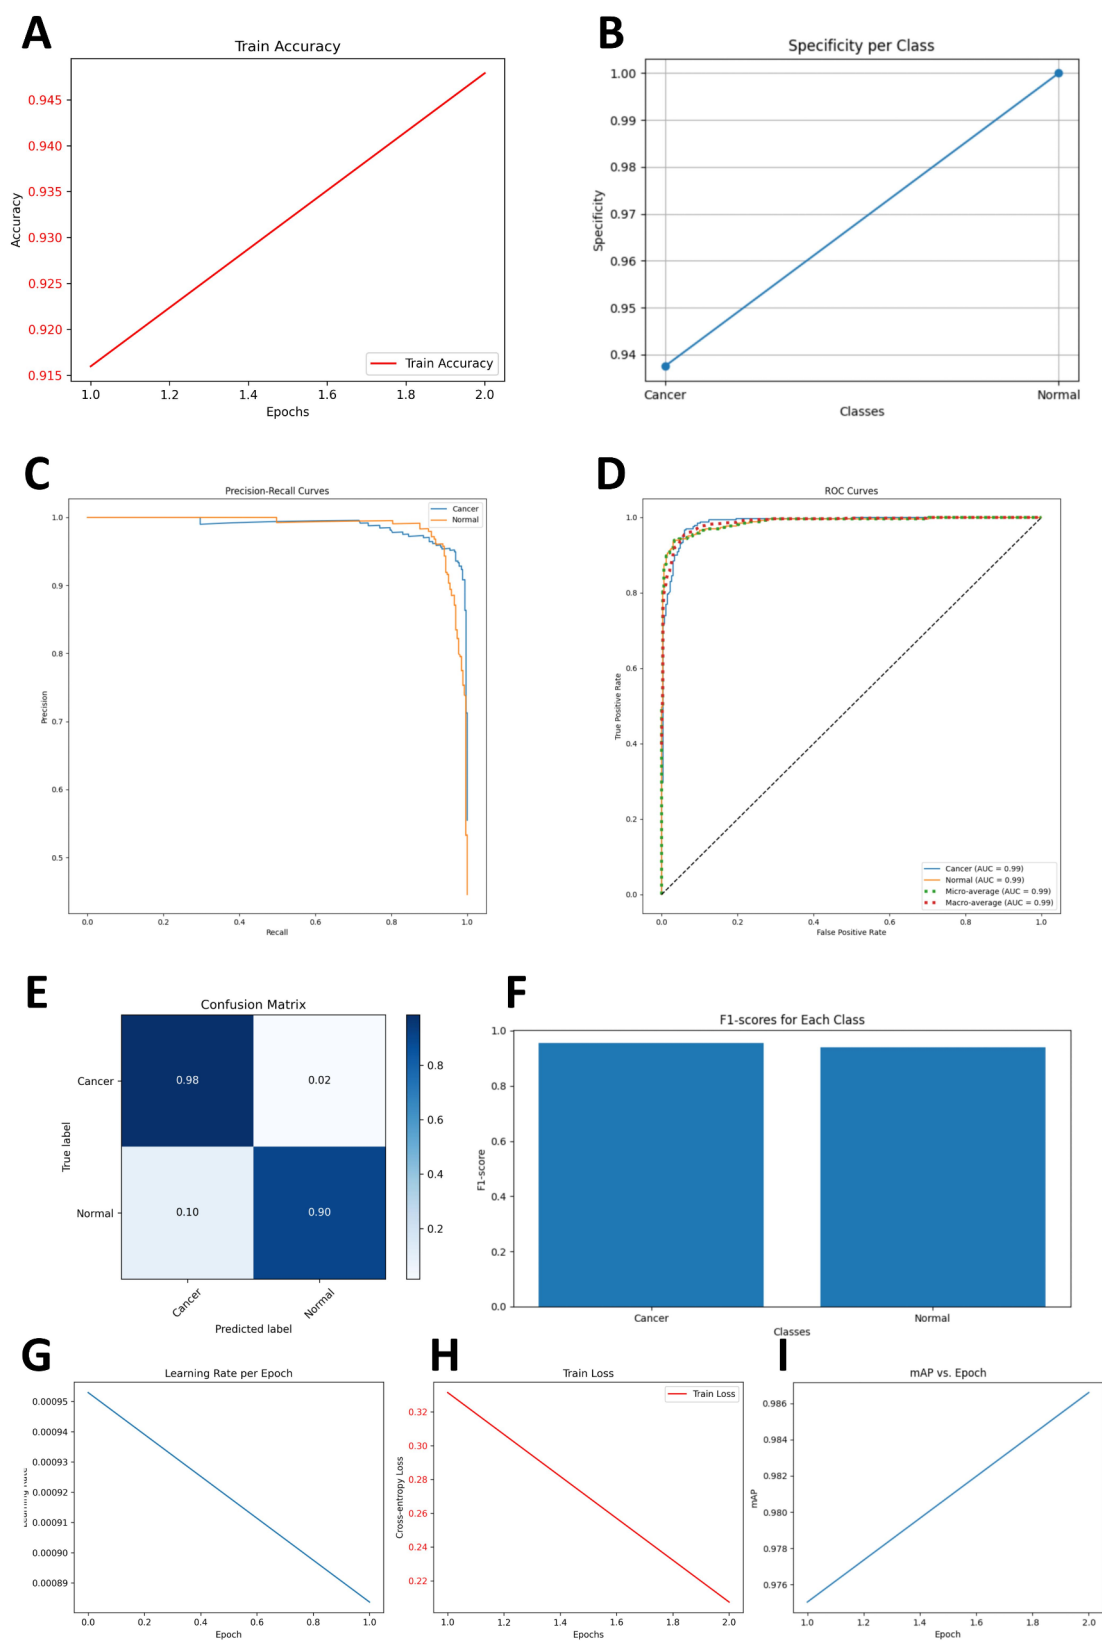 A
Train Accuracy
0.945
0.940
0.935
0.930
0.925
0.920
0.915
Accuracy
Train Accuracy
1.0 1.2 1.4 1.6 1.8 2.0
Epochs
B
Specificity per Class
1.00
0.99
0.98
0.97
0.96
0.95
0.94
Specificity
Cancer Normal
Classes
C
Precision-Recall Curves
Cancer
Normal
1.0
0.9
0.8
0.7
0.6
0.5
Precision
0.0 0.2 0.4 0.6 0.8 1.0
Recall
D
ROC Curves
1.0
0.8
0.6
0.4
0.2
0.0
True Positive Rate
Cancer (AUC = 0.99)
Normal (AUC = 0.99)
Micro-average (AUC = 0.99)
Macro-average (AUC = 0.99)
0.0 0.2 0.4 0.6 0.8 1.0
False Positive Rate
E
Confusion Matrix
Cancer
Normal
True label
0.98 0.02
0.10 0.90
Cancer Normal
Predicted label
0.8
0.6
0.4
0.2
F
F1-scores for Each Class
1.0
0.8
0.6
0.4
0.2
0.0
F1-score
Cancer Normal
Classes
G
Learning Rate per Epoch
0.00095
0.00094
0.00093
0.00092
0.00091
0.00090
0.00089
Learning Rate
0.0 0.2 0.4 0.6 0.8 1.0
Epoch
H
Train Loss
Train Loss
0.32
0.30
0.28
0.26
0.24
0.22
Cross-entropy Loss
1.0 1.2 1.4 1.6 1.8 2.0
Epochs
I
mAP vs. Epoch
0.986
0.984
0.982
0.980
0.978
0.976
mAP
1.0 1.2 1.4 1.6 1.8 2.0
Epoch